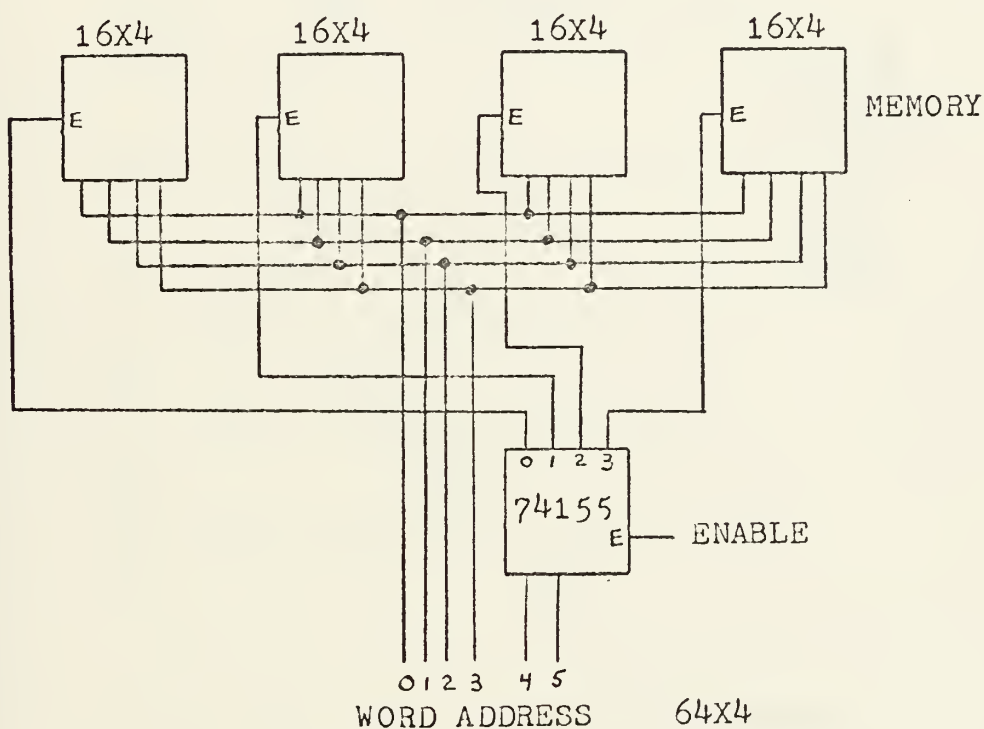 16X4 16X4 16X4 16X4
E E E E MEMORY
0 1 2 3
74155
E ENABLE
0 1 2 3 4 5
WORD ADDRESS 64X4